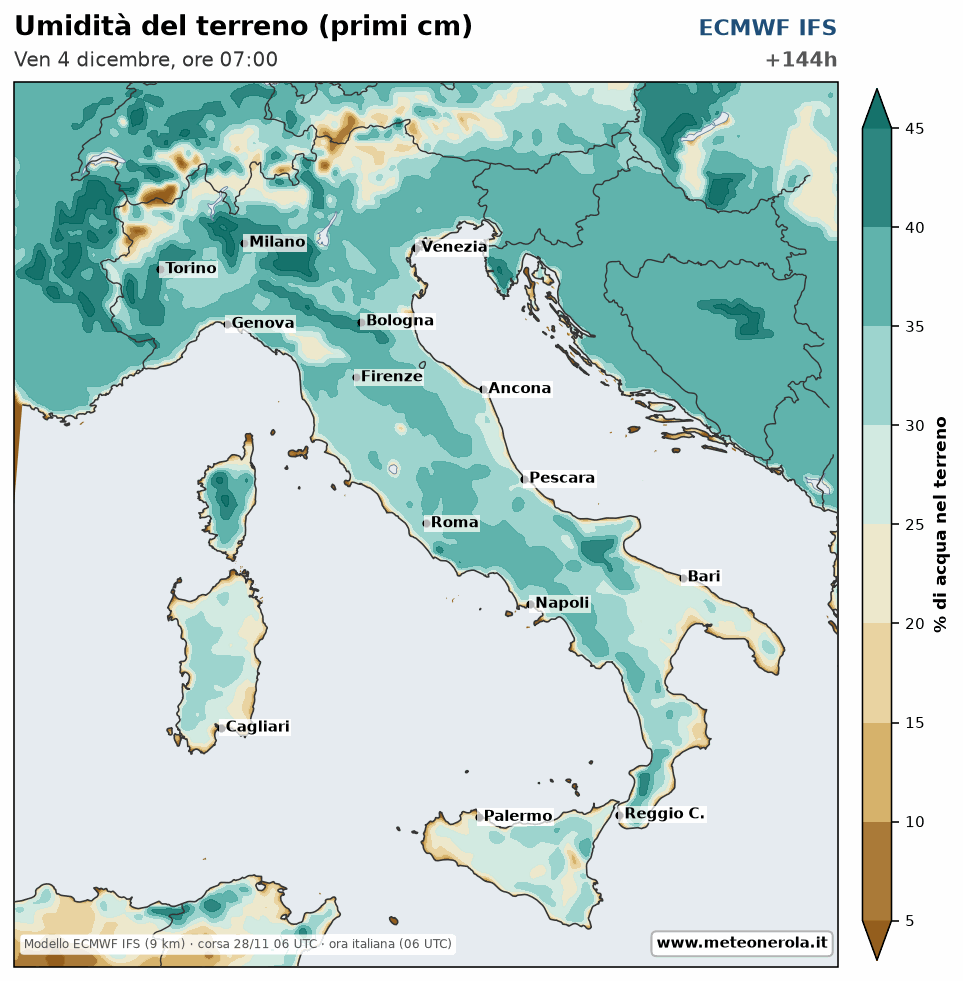 Umidità del terreno (primi cm)
ECMWF IFS
Ven 4 dicembre, ore 07:00
+144h
Milano
Venezia
Torino
Genova
Bologna
Firenze
Ancona
Pescara
Roma
Bari
Napoli
Cagliari
Palermo
Reggio C.
45
40
35
30
25
20
15
10
5
% di acqua nel terreno
Modello ECMWF IFS (9 km) · corsa 28/11 06 UTC · ora italiana (06 UTC)
www.meteonerola.it